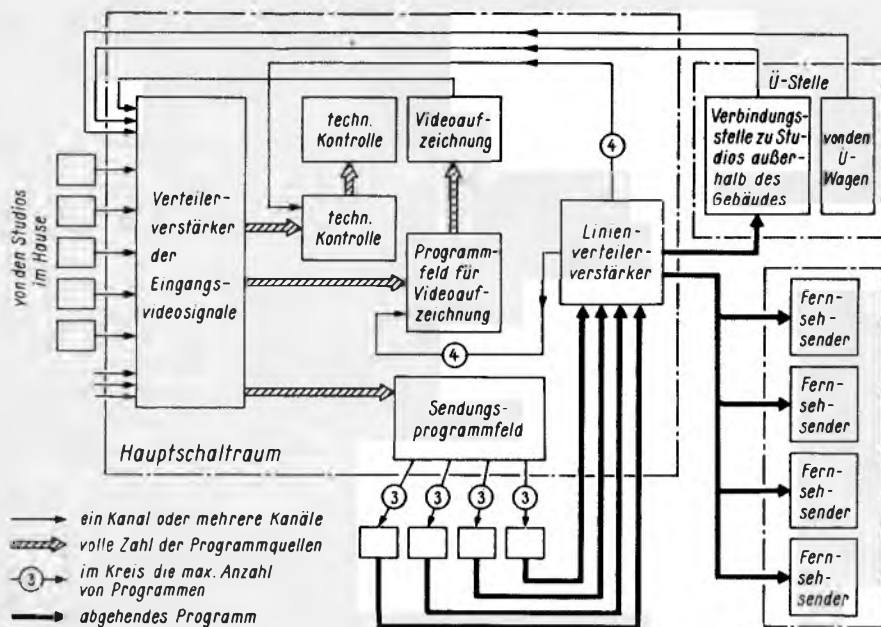 Ü-Stelle
techn.
Kontrolle
Videoauf-
zeichnung
4
Verbindungs-
stelle zu Stu-
dios außer-
halb des
Gebäudes
von den
Ü-
Wagen
von den Studios
im Hause
Verteiler-
verstärker
der
Eingangs-
videosignale
techn.
Kontrolle
Programm-
feld für
Videoauf-
zeichnung
Linien-
verteiler-
verstärker
4
Fern-
seh-
sender
Fern-
seh-
sender
Fern-
seh-
sender
Fern-
seh-
sender
Sendungs-
programmfeld
Hauptschaltraum
3
3
3
3
ein Kanal oder mehrere Kanäle
volle Zahl der Programmquellen
3
im Kreis die max. Anzahl
von Programmen
abgehendes Programm